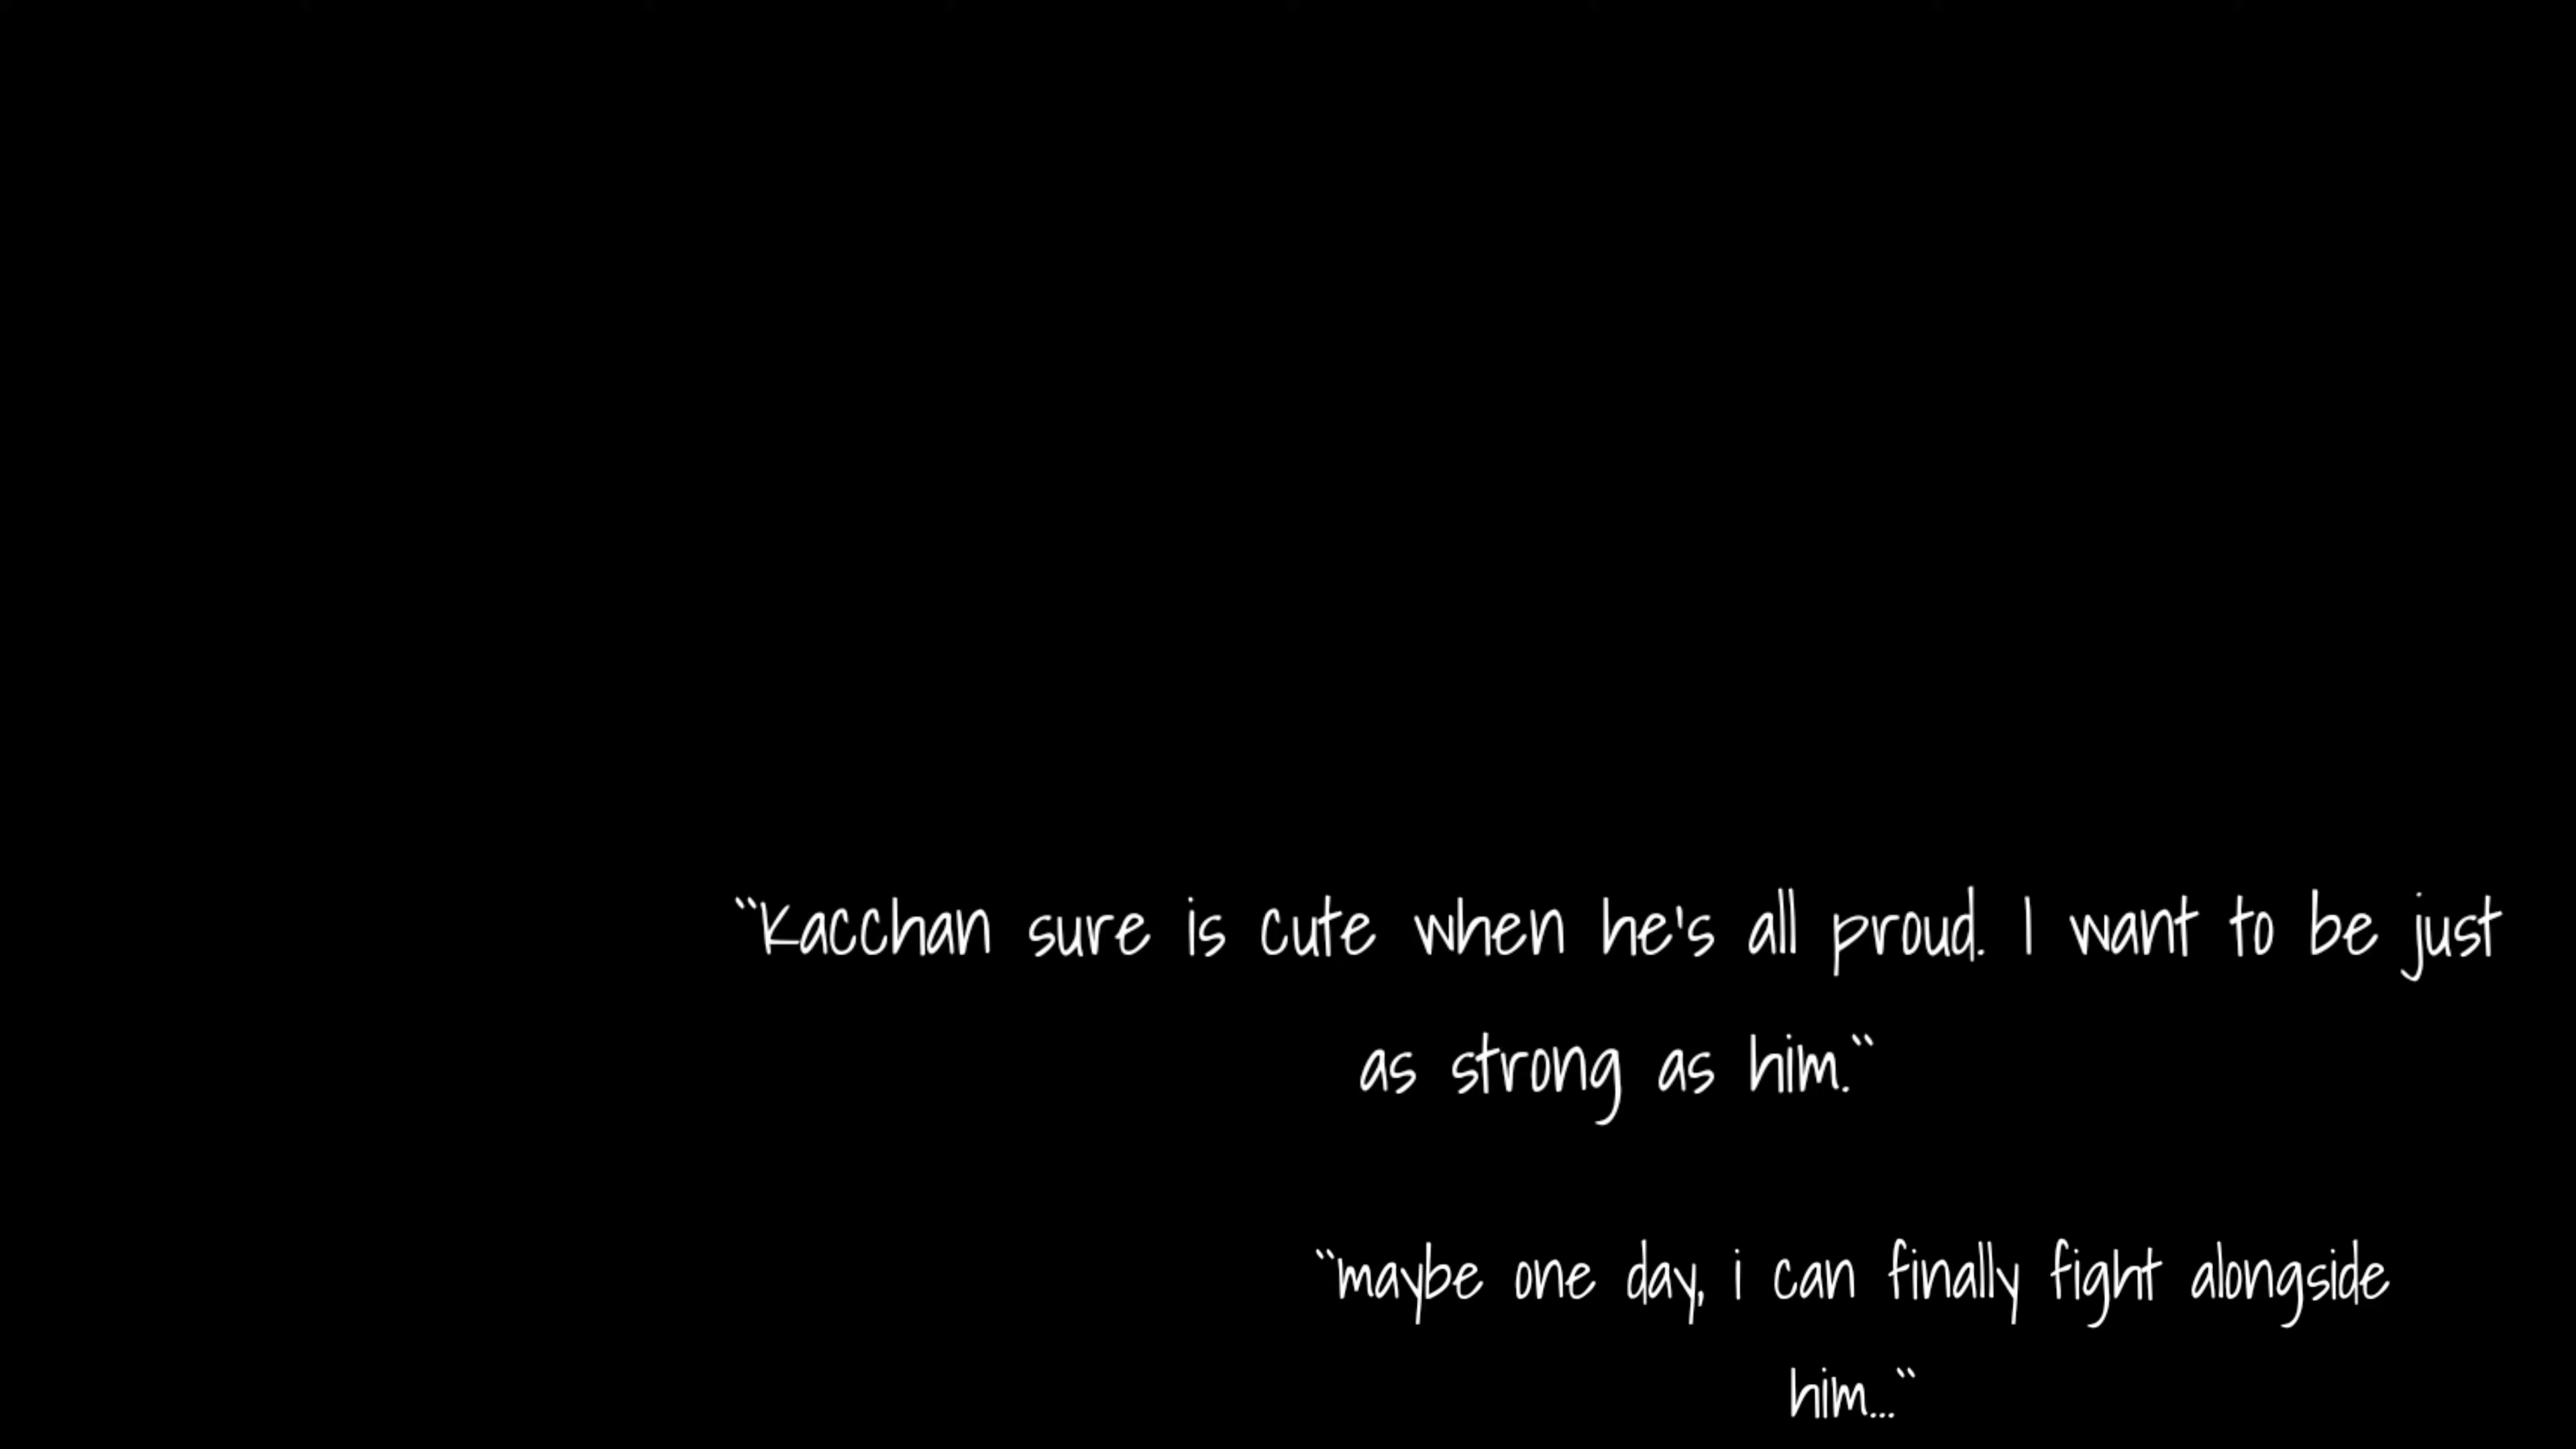 ``Kacchan sure is cute when he's all proud. I want to be just
as strong as him.``
``maybe one day, i can finally fight alongside
him...``